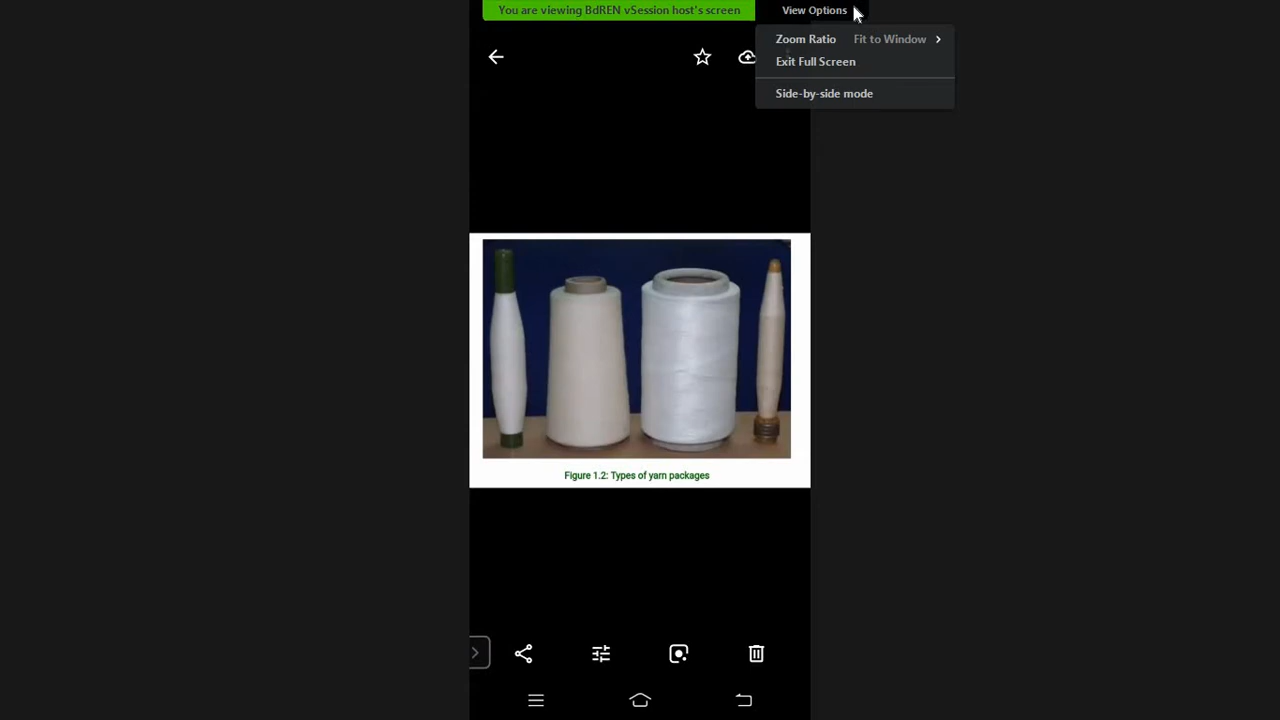 You are viewing BdREN vSession host's screen
View Options
Zoom Ratio Fit to Window
Exit Full Screen
Side-by-side mode
Figure 1.2: Types of yarn packages